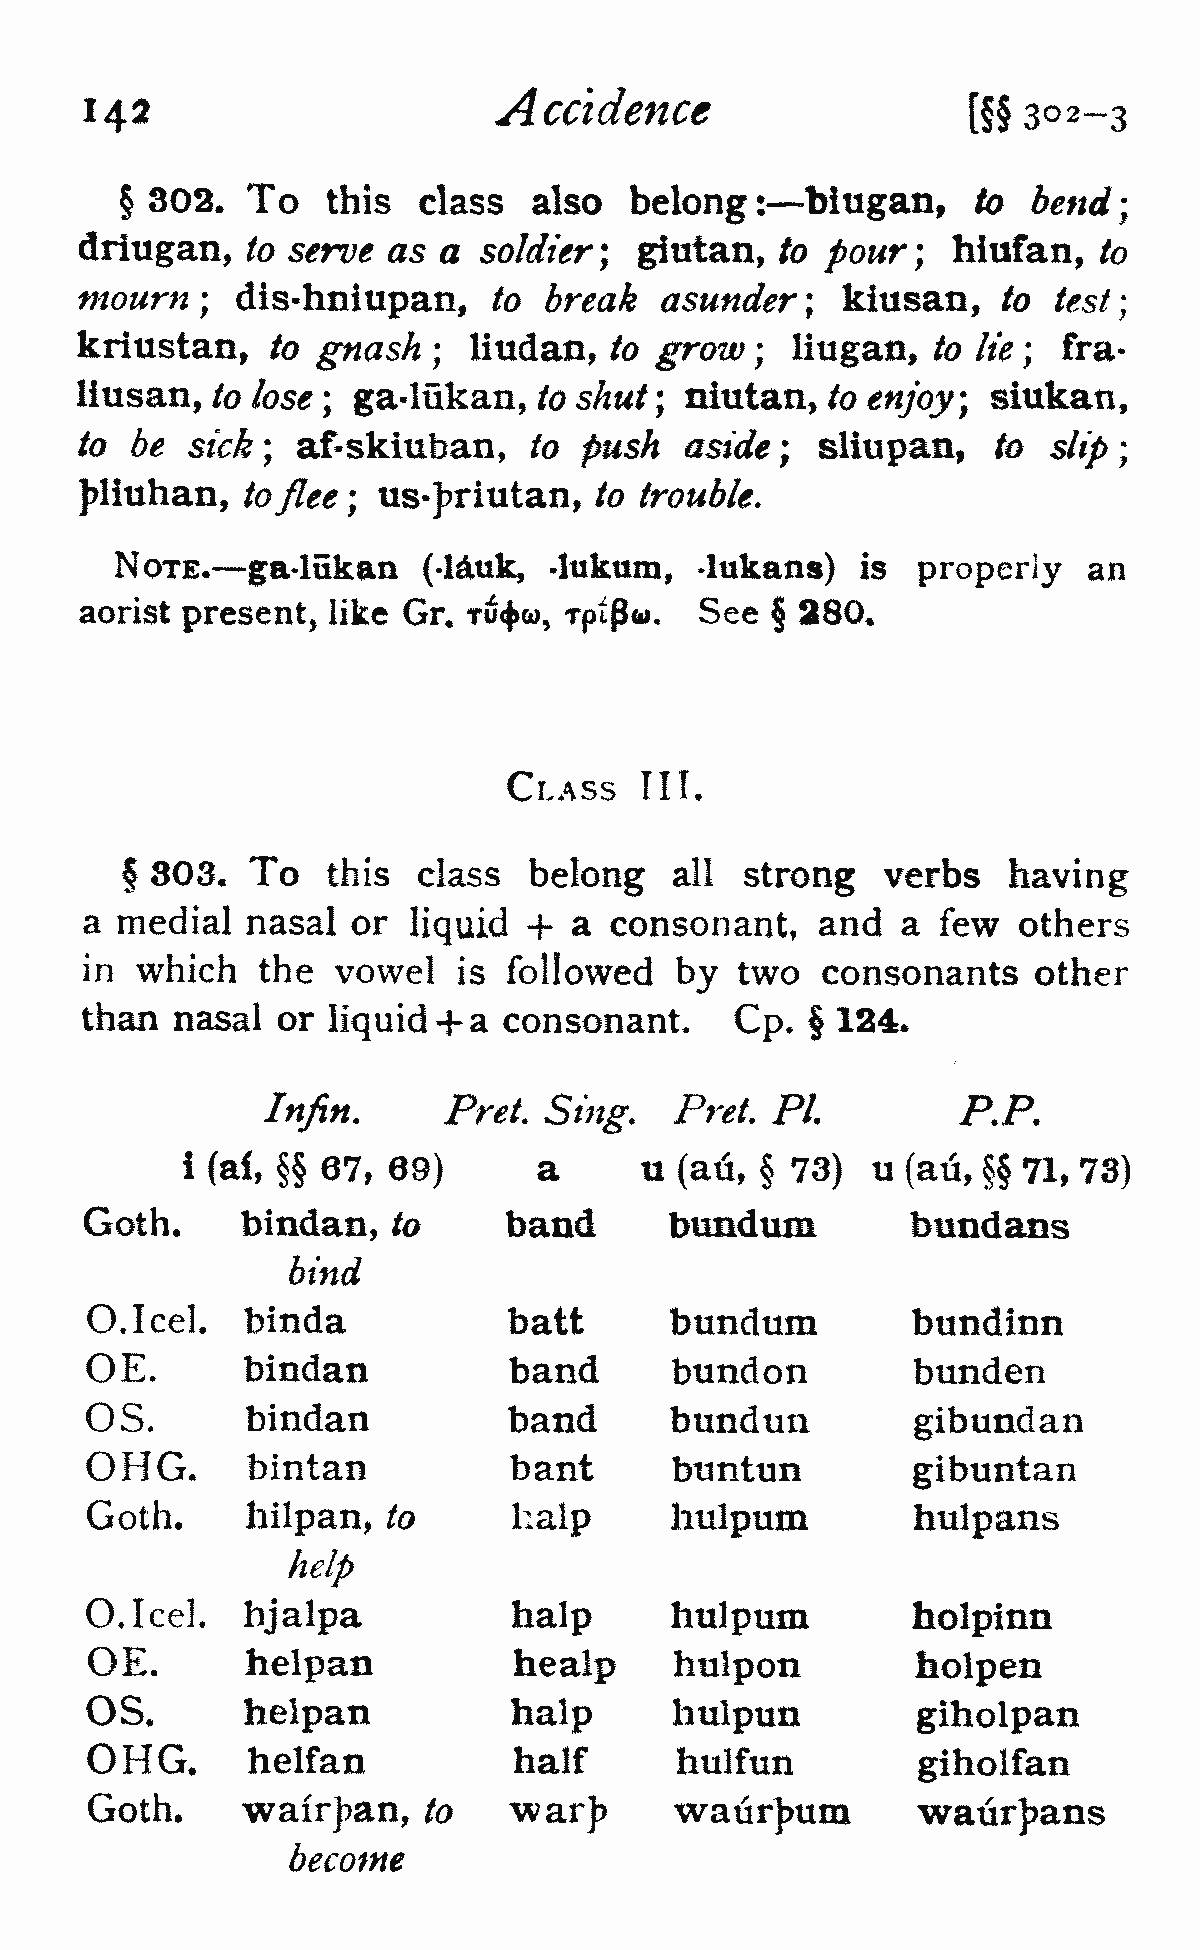 142 Accidence [§§ 302–3
§ 302. To this class also belong:—biugan, to bend;
driugan, to serve as a soldier; giutan, to pour; hiufan, to
mourn; dis-hniupan, to break asunder; kiusan, to test;
kriustan, to gnash; liudan, to grow; liugan, to lie; fra-
liusan, to lose; ga-lūkan, to shut; niutan, to enjoy; siukan,
to be sick; af-skiuban, to push aside; sliupan, to slip;
þliuhan, to flee; us-þriutan, to trouble.
NOTE.—ga-lūkan (-láuk, -lukum, -lukans) is properly an
aorist present, like Gr. τύ̄φω, τρί̄βω. See § 280.
CLASS III.
§ 303. To this class belong all strong verbs having
a medial nasal or liquid + a consonant, and a few others
in which the vowel is followed by two consonants other
than nasal or liquid + a consonant. Cp. § 124.
Infin. Pret. Sing. Pret. Pl. P.P.
i (aí, §§ 67, 69) a u (aú, § 73) u (aú, §§ 71, 73)
Goth. bindan, to band bundum bundans
bind
O.Icel. binda batt bundum bundinn
OE. bindan band bundon bunden
OS. bindan band bundun gibundan
OHG. bintan bant buntun gibuntan
Goth. hilpan, to halp hulpum hulpans
help
O.Icel. hjalpa halp hulpum holpinn
OE. helpan healp hulpon holpen
OS. helpan halp hulpun giholpan
OHG. helfan half hulfun giholfan
Goth. waírþan, to warþ waúrþum waúrþans
become